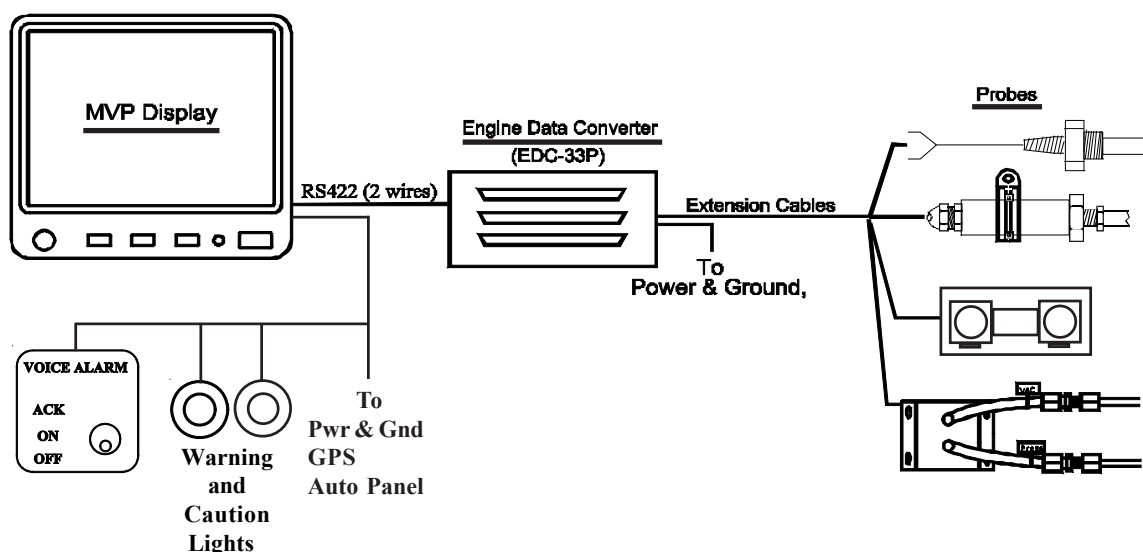 MVP Display
Engine Data Converter
(EDC-33P)
Probes
RS422 (2 wires)
Extension Cables
To
Power & Ground,
VOICE ALARM
ACK
ON
OFF
Warning
and
Caution
Lights
To
Pwr & Gnd
GPS
Auto Panel